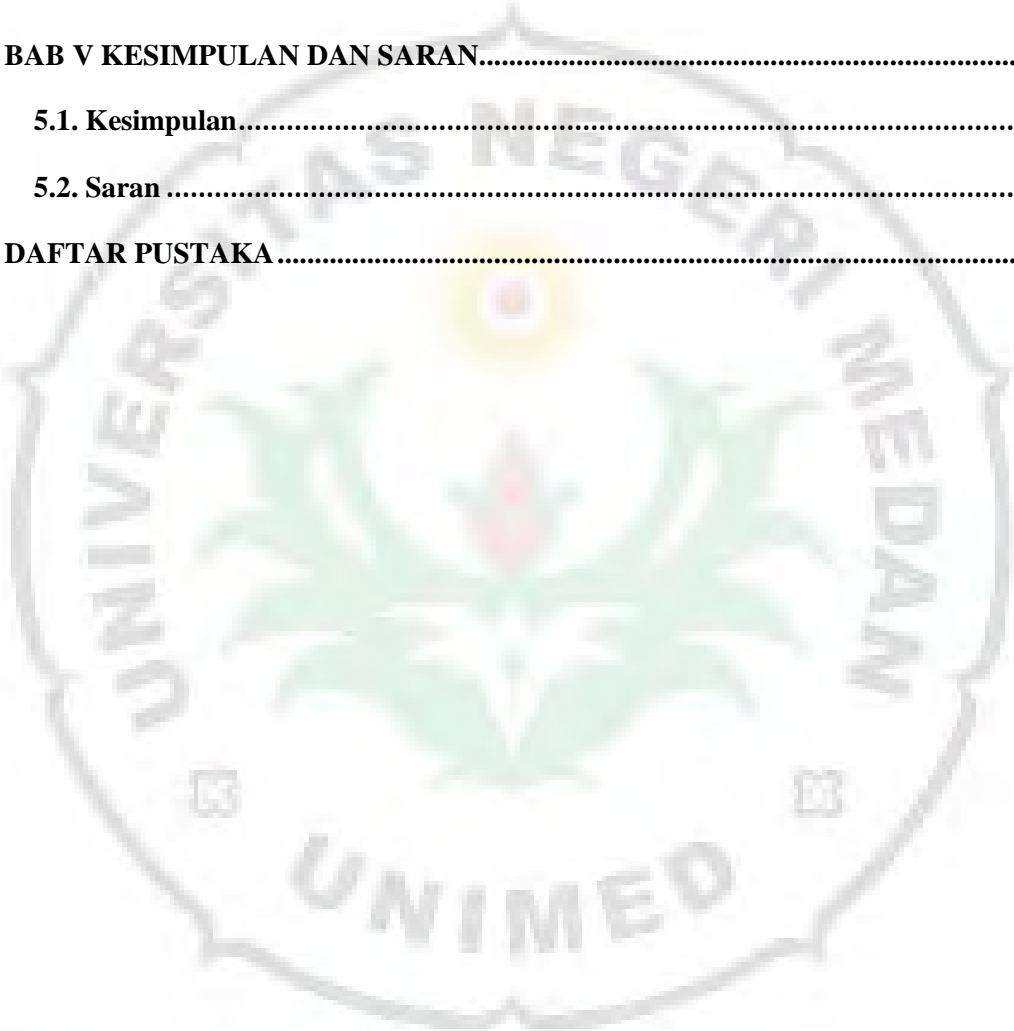 BAB V KESIMPULAN DAN SARAN..............................................................................
5.1. Kesimpulan..............................................................................................................
5.2. Saran........................................................................................................................
DAFTAR PUSTAKA........................................................................................................
UNIVERSITAS NEGERI MEDAN
UNIMED